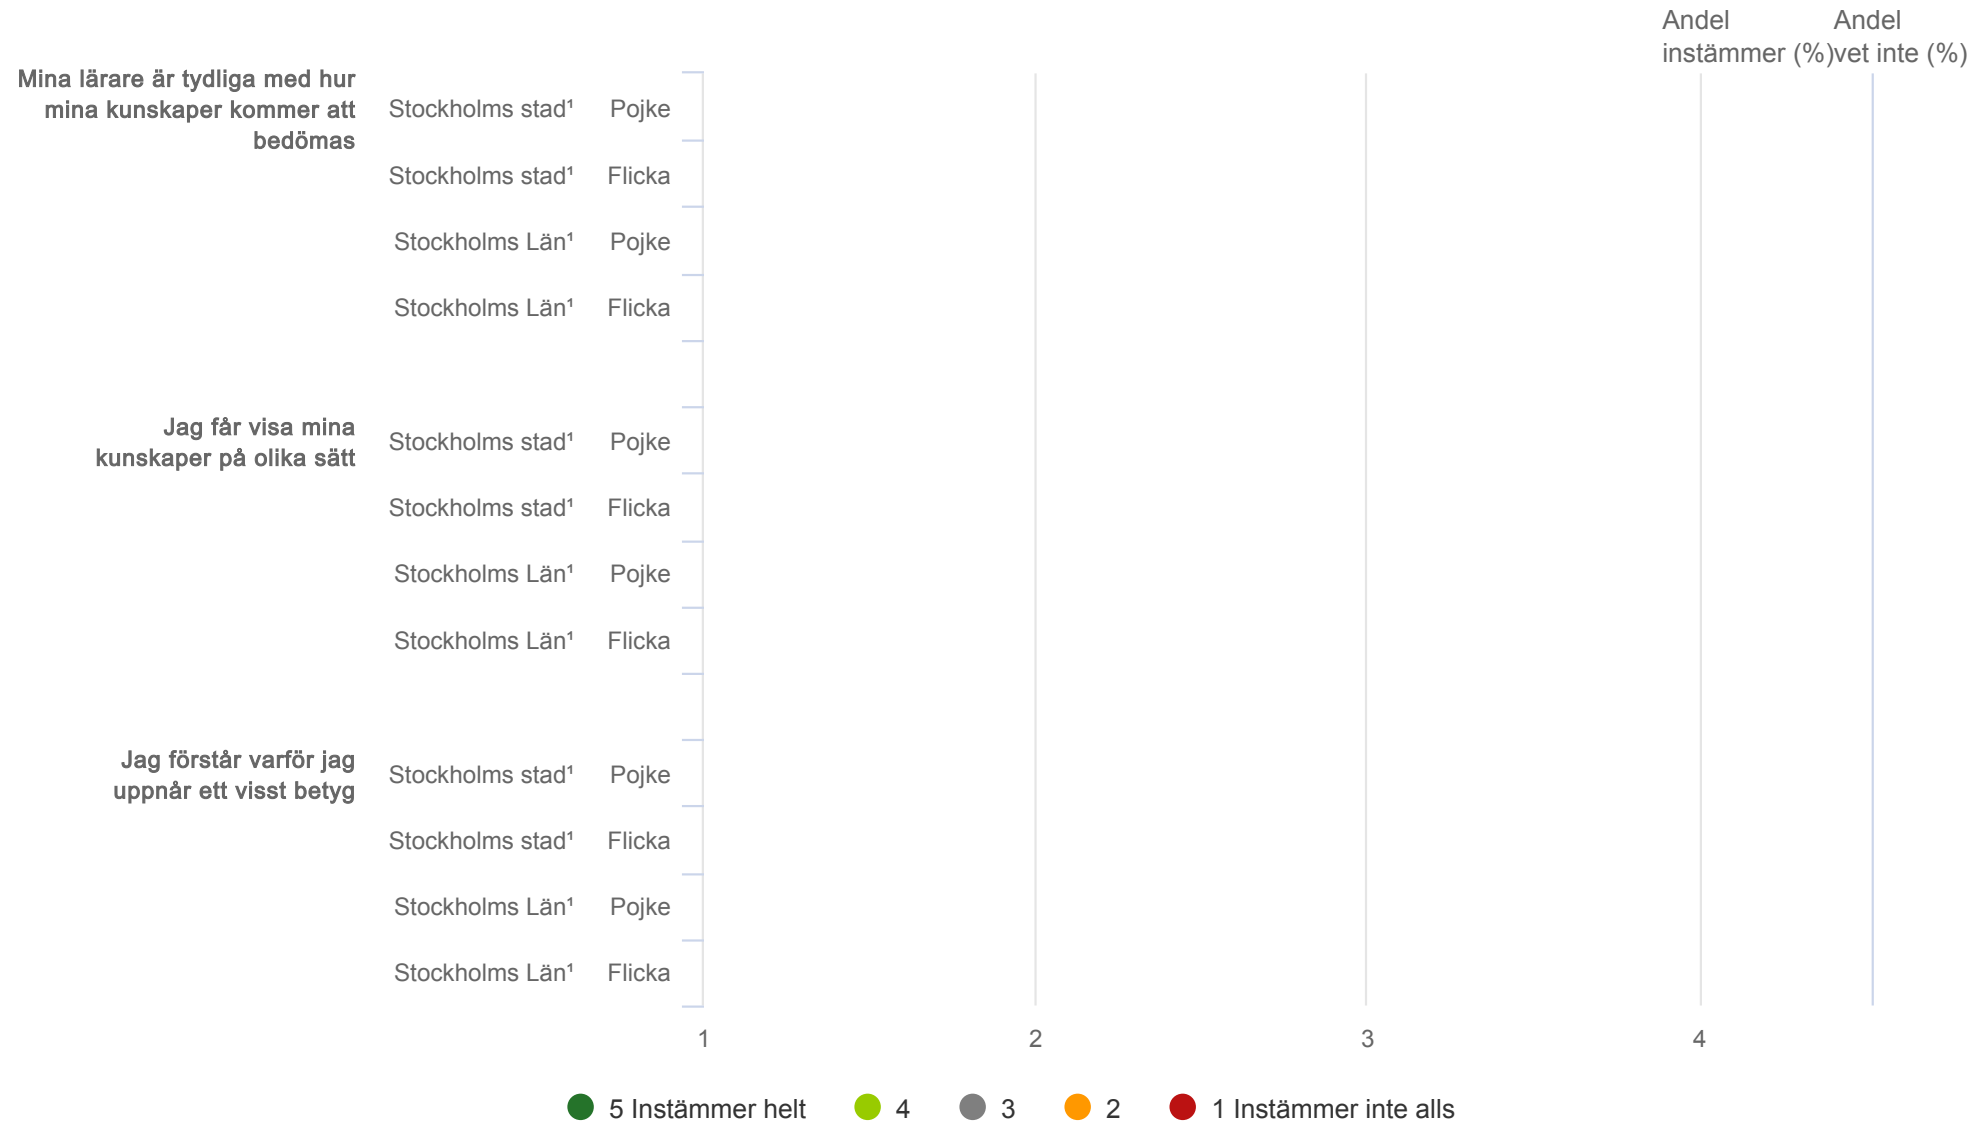 Andel Andel
instämmer (%) vet inte (%)
Mina lärare är tydliga med hur
mina kunskaper kommer att
bedömas
Stockholms stad¹ Pojke
Stockholms stad¹ Flicka
Stockholms Län¹ Pojke
Stockholms Län¹ Flicka
Jag får visa mina
kunskaper på olika sätt
Stockholms stad¹ Pojke
Stockholms stad¹ Flicka
Stockholms Län¹ Pojke
Stockholms Län¹ Flicka
Jag förstår varför jag
uppnår ett visst betyg
Stockholms stad¹ Pojke
Stockholms stad¹ Flicka
Stockholms Län¹ Pojke
Stockholms Län¹ Flicka
1 2 3 4
5 Instämmer helt 4 3 2 1 Instämmer inte alls